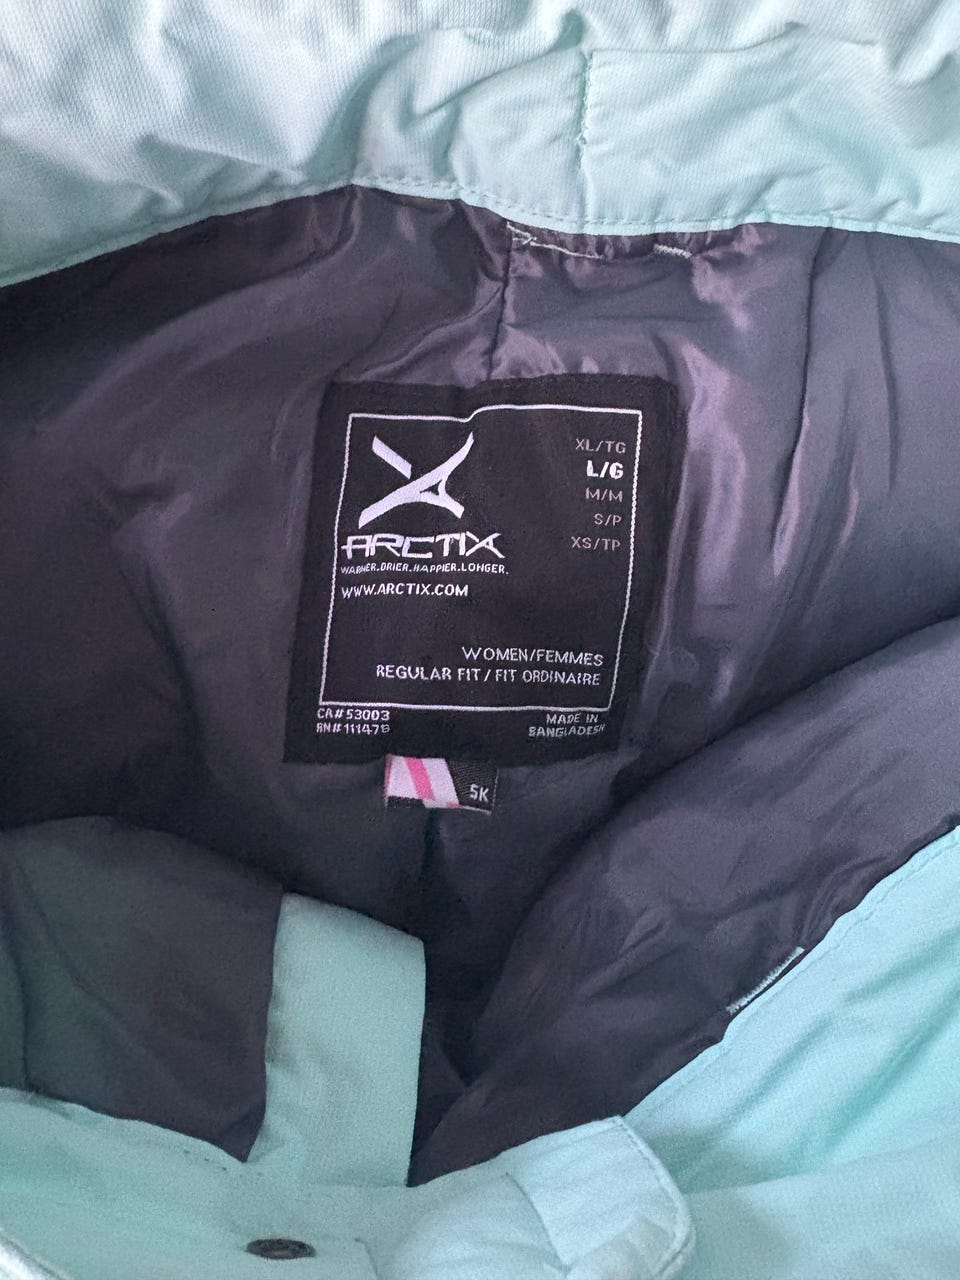 XL/TG
L/G
M/M
S/P
XS/TP
ARCTIX
WARMER.DRIER.HAPPIER.LONGER.
WWW.ARCTIX.COM
WOMEN/FEMMES
REGULAR FIT / FIT ORDINAIRE
CA# 53003
RN# 111479
MADE IN
BANGLADESH
5K